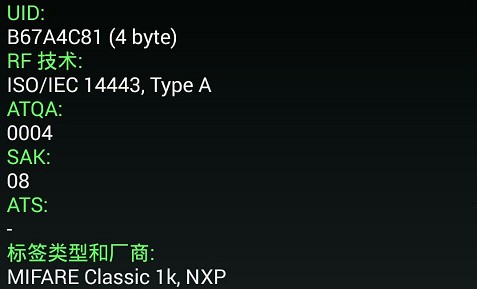 UID:
B67A4C81 (4 byte)
RF 技术:
ISO/IEC 14443, Type A
ATQA:
0004
SAK:
08
ATS:
-
标签类型和厂商:
MIFARE Classic 1k, NXP